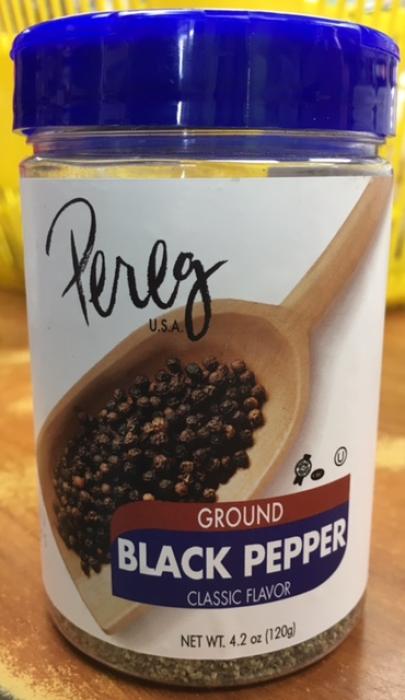 Pereg
U.S.A.
U
GROUND
BLACK PEPPER
CLASSIC FLAVOR
NET WT. 4.2 oz (120g)